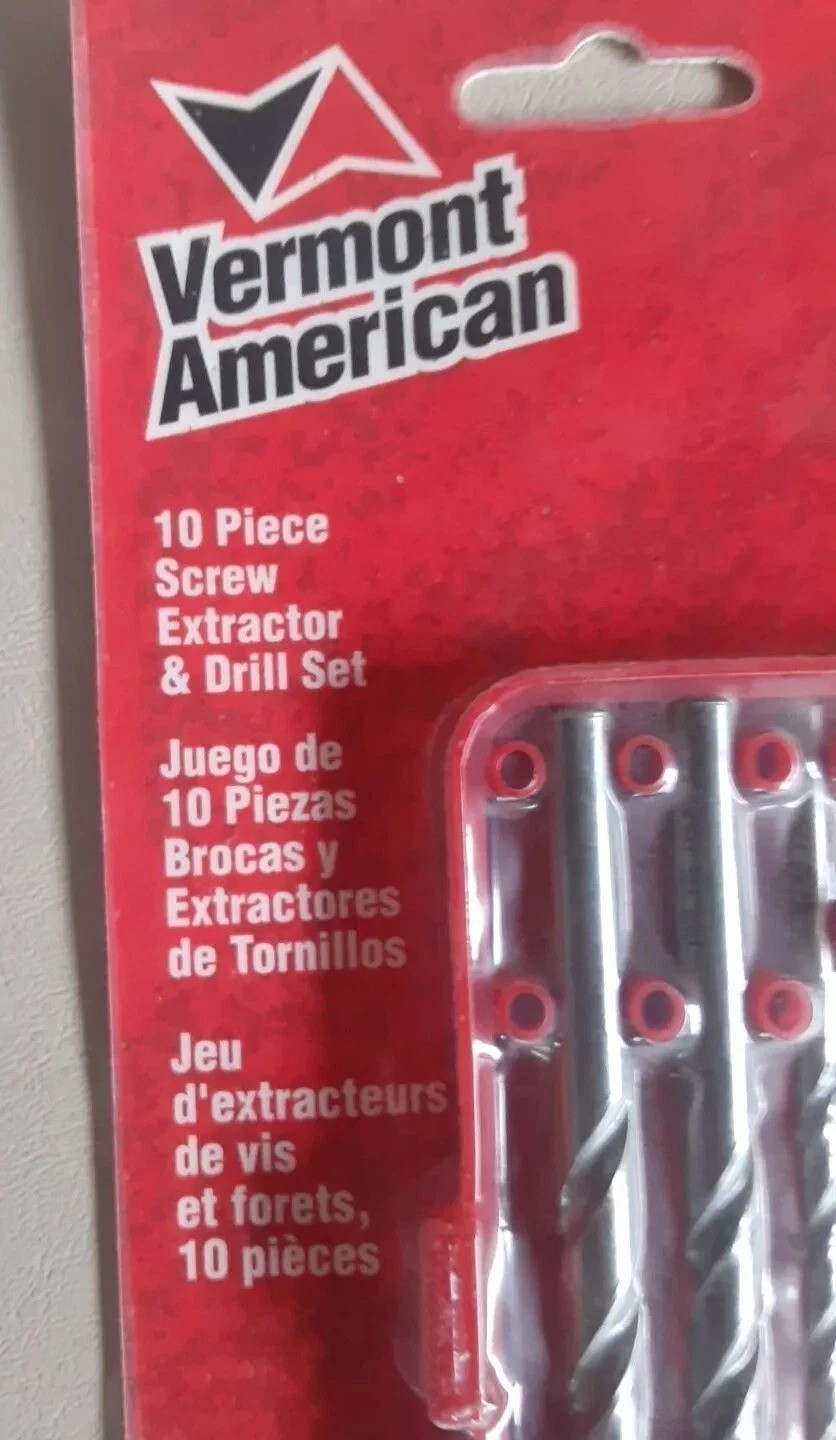 Vermont
American
10 Piece
Screw
Extractor
& Drill Set
Juego de
10 Piezas
Brocas y
Extractores
de Tornillos
Jeu
d'extracteurs
de vis
et forets,
10 pièces